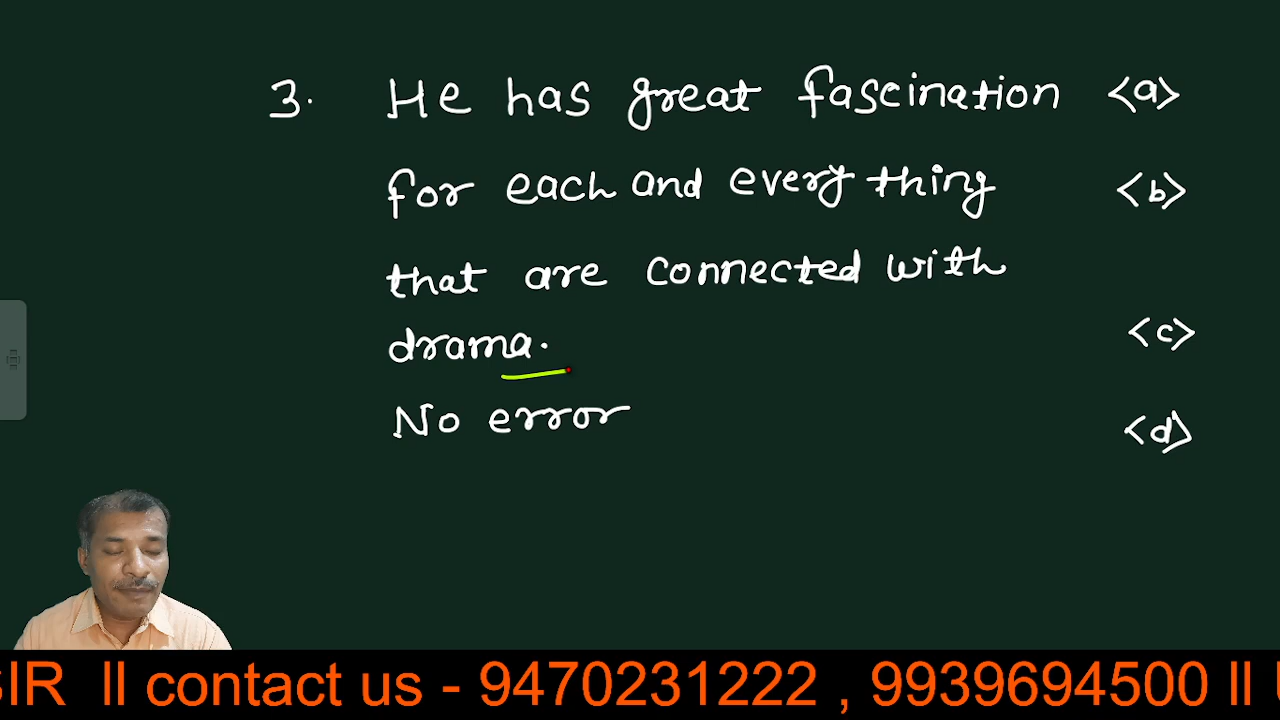 3. He has great fascination <a>
for each and every thing <b>
that are connected with
drama. <c>
No error <d>
SIR ll contact us - 9470231222 , 9939694500 ll